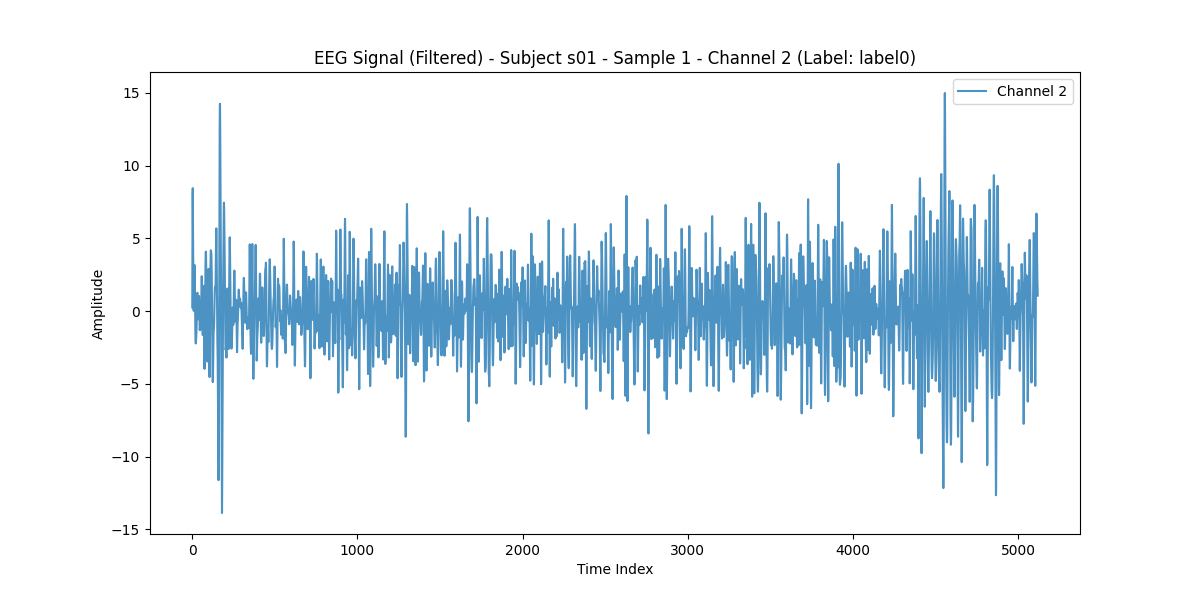 EEG Signal (Filtered) - Subject s01 - Sample 1 - Channel 2 (Label: label0)
Channel 2
15
10
5
0
−5
−10
−15
Amplitude
0 1000 2000 3000 4000 5000
Time Index